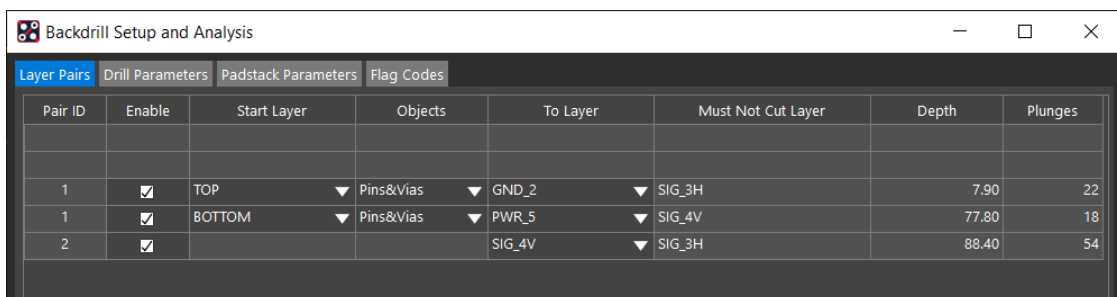 Backdrill Setup and Analysis
Layer Pairs Drill Parameters Padstack Parameters Flag Codes
Pair ID Enable Start Layer Objects To Layer Must Not Cut Layer Depth Plunges
1 TOP Pins&Vias GND_2 SIG_3H 7.90 22
1 BOTTOM Pins&Vias PWR_5 SIG_4V 77.80 18
2 SIG_4V SIG_3H 88.40 54